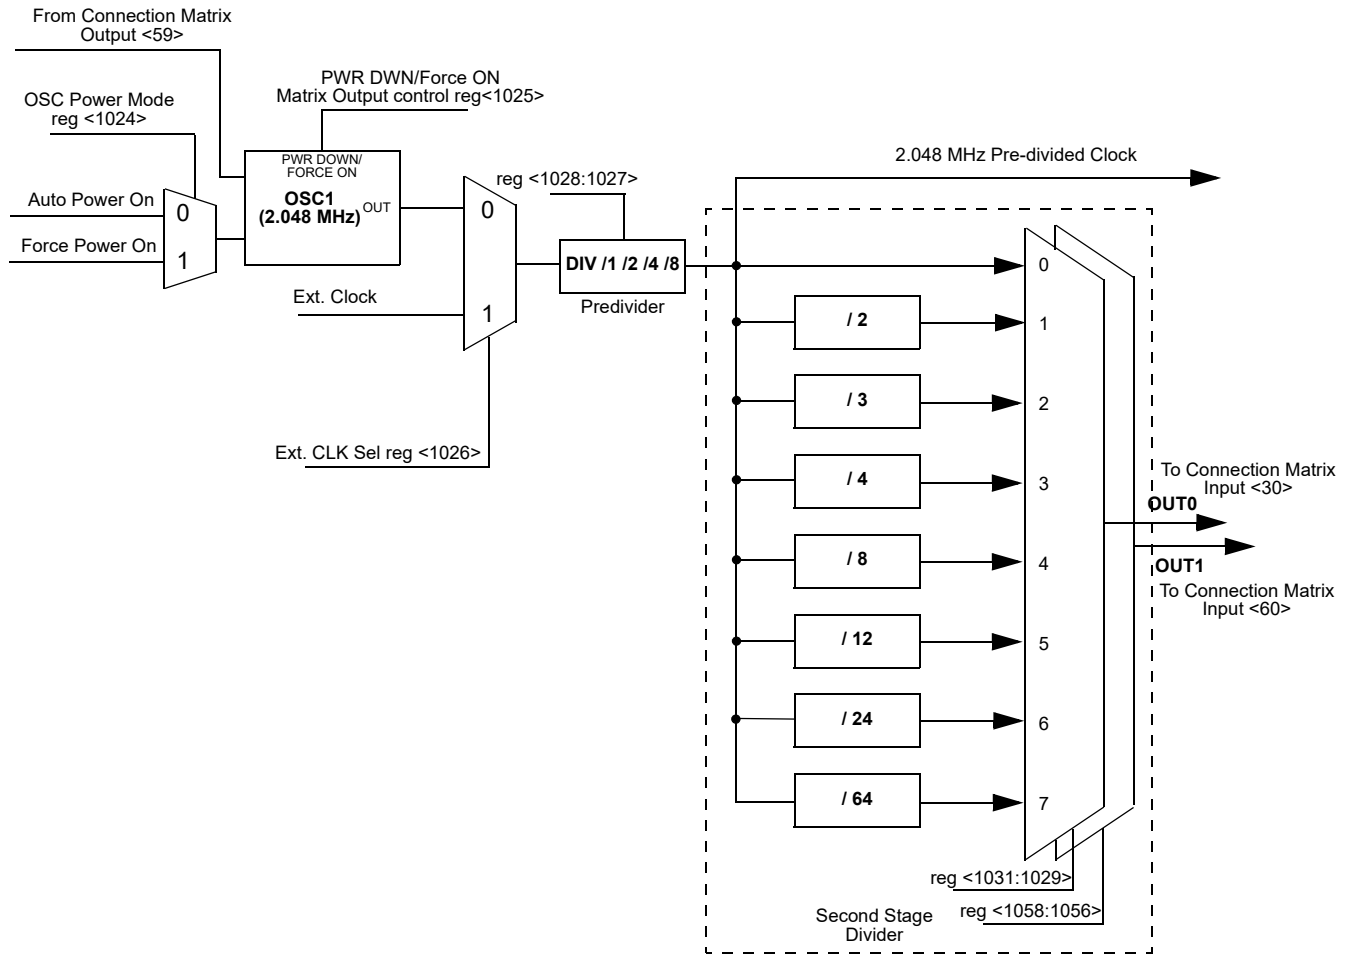 From Connection Matrix
Output <59>
PWR DWN/Force ON
Matrix Output control reg<1025>
OSC Power Mode
reg <1024>
PWR DOWN/
FORCE ON
OSC1
(2.048 MHz)
OUT
Auto Power On
0
Force Power On
1
0
1
Ext. Clock
Ext. CLK Sel reg <1026>
reg <1028:1027>
DIV /1 /2 /4 /8
Predivider
2.048 MHz Pre-divided Clock
0
/ 2
1
/ 3
2
/ 4
3
/ 8
4
/ 12
5
/ 24
6
/ 64
7
To Connection Matrix
Input <30>
OUT0
OUT1
To Connection Matrix
Input <60>
reg <1031:1029>
reg <1058:1056>
Second Stage
Divider